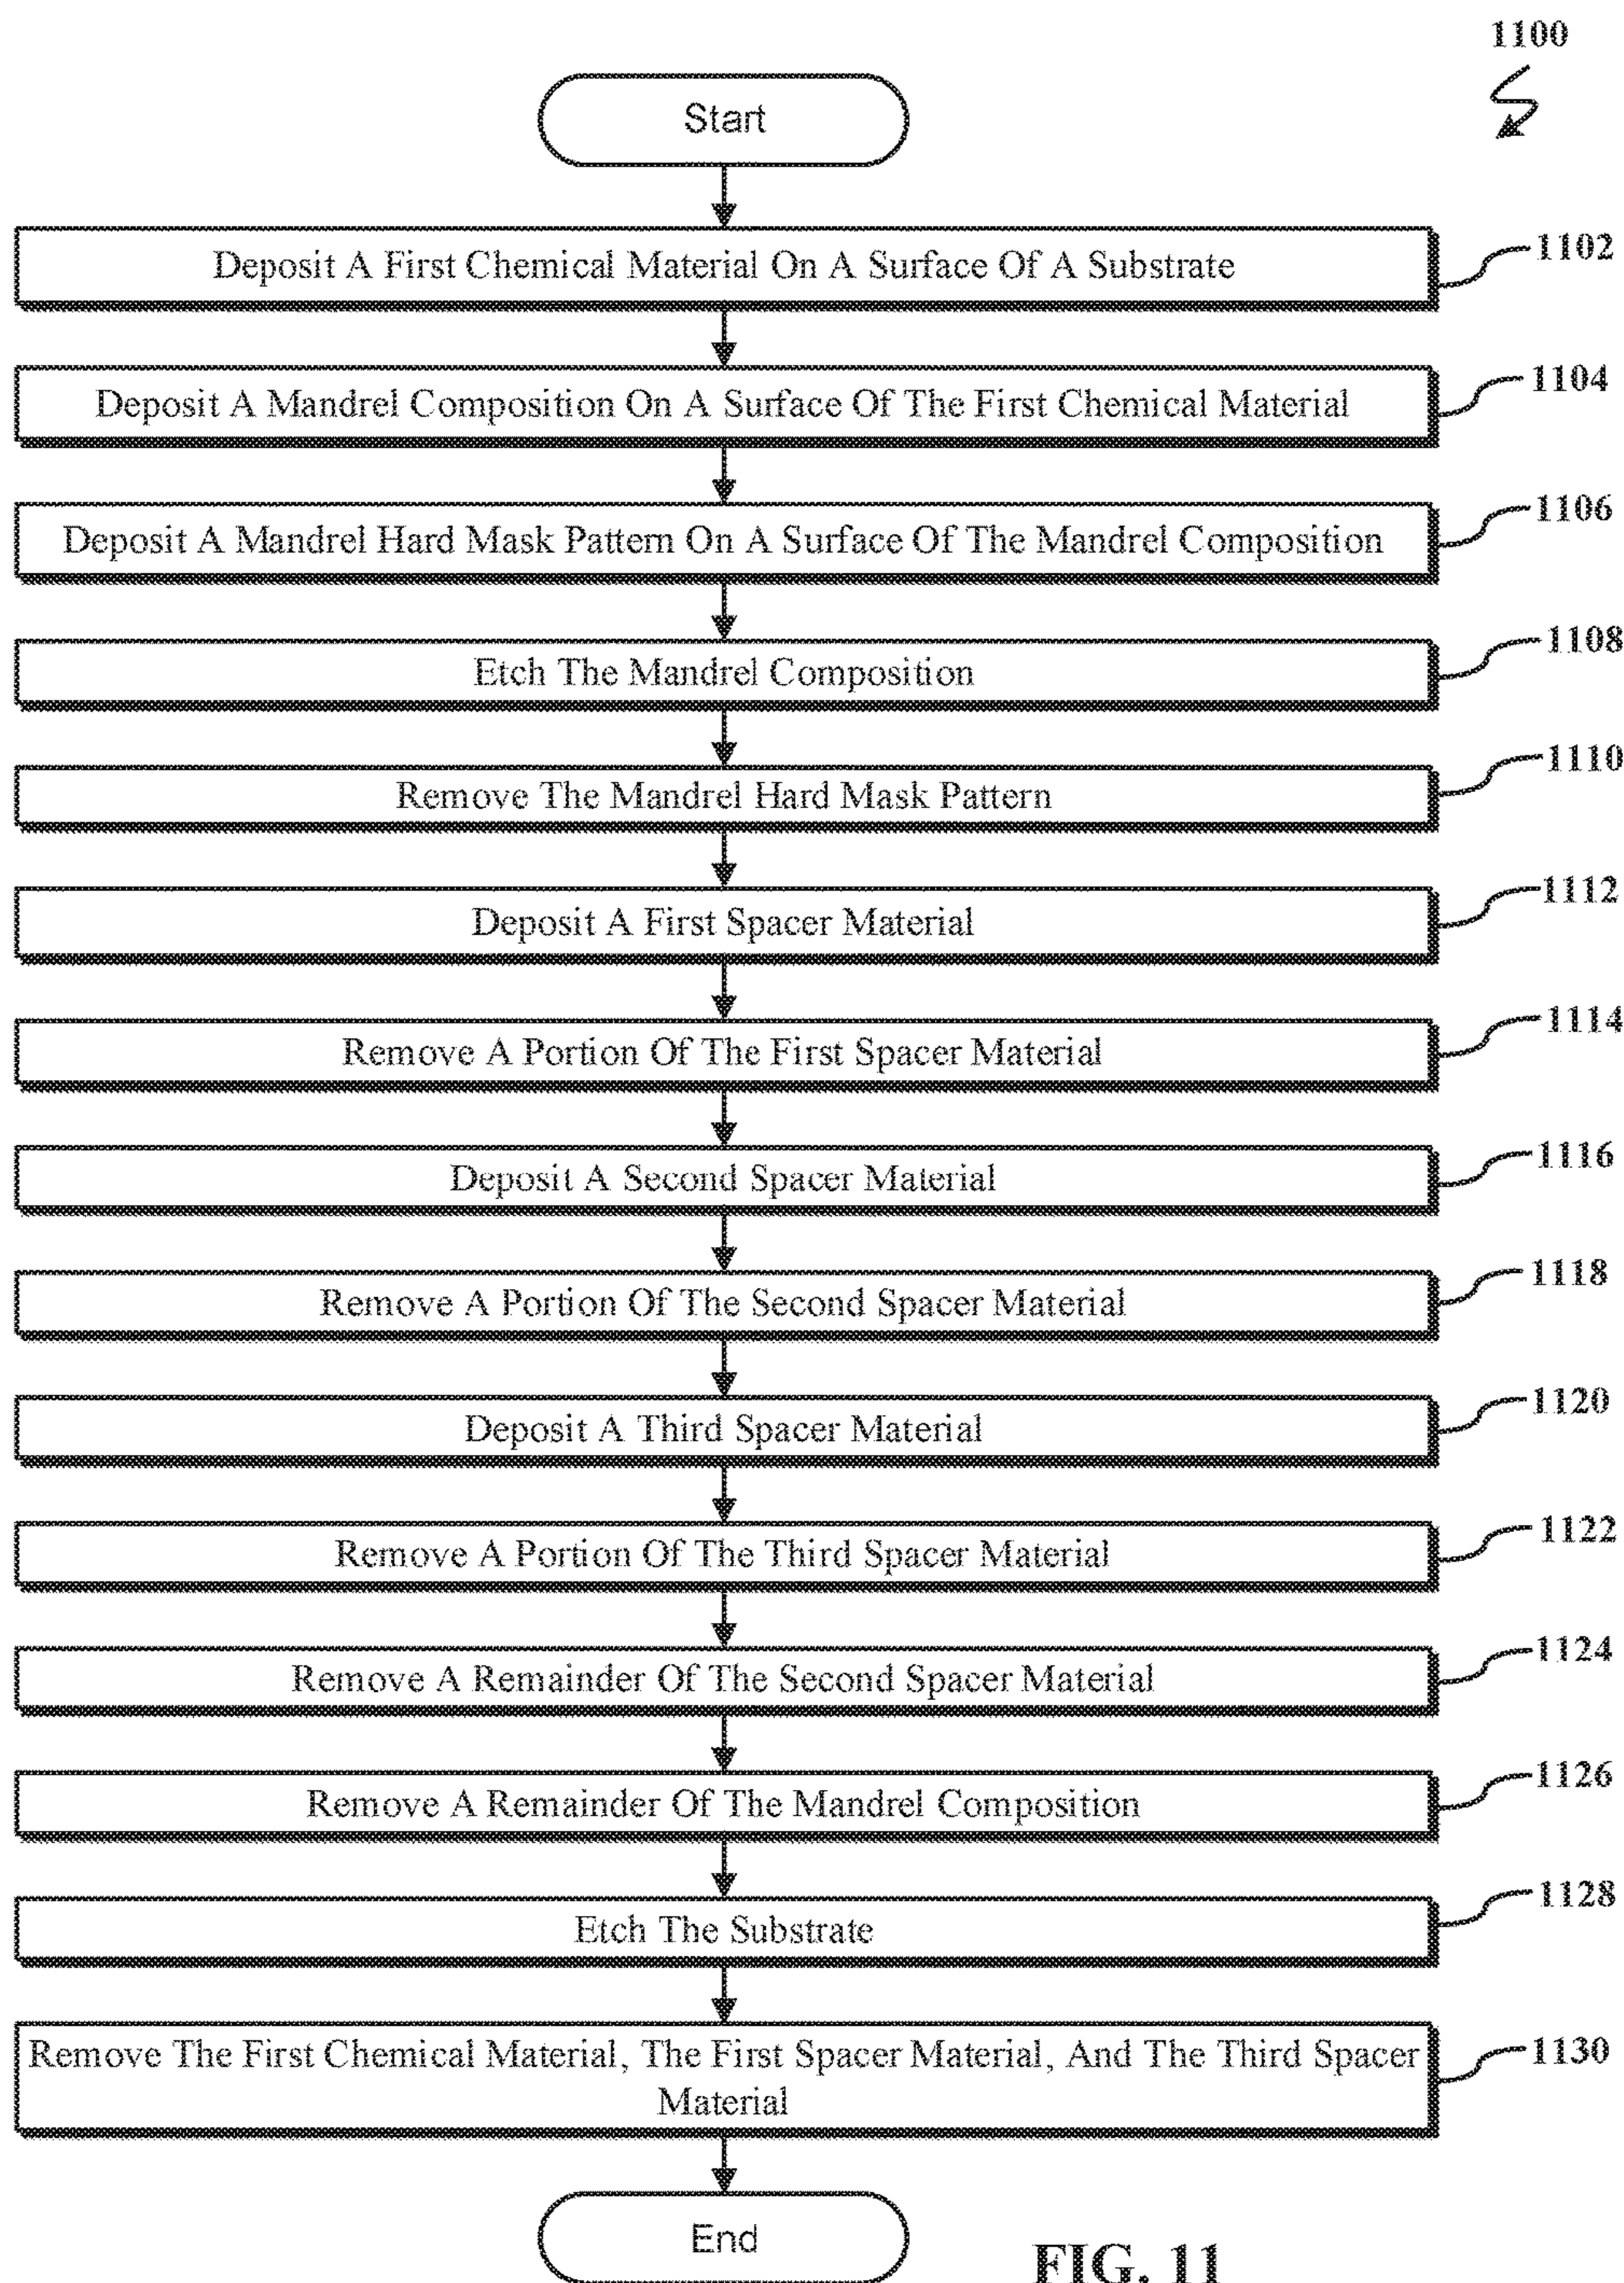 1100
Start
Deposit A First Chemical Material On A Surface Of A Substrate
1102
Deposit A Mandrel Composition On A Surface Of The First Chemical Material
1104
Deposit A Mandrel Hard Mask Pattern On A Surface Of The Mandrel Composition
1106
Etch The Mandrel Composition
1108
Remove The Mandrel Hard Mask Pattern
1110
Deposit A First Spacer Material
1112
Remove A Portion Of The First Spacer Material
1114
Deposit A Second Spacer Material
1116
Remove A Portion Of The Second Spacer Material
1118
Deposit A Third Spacer Material
1120
Remove A Portion Of The Third Spacer Material
1122
Remove A Remainder Of The Second Spacer Material
1124
Remove A Remainder Of The Mandrel Composition
1126
Etch The Substrate
1128
Remove The First Chemical Material, The First Spacer Material, And The Third Spacer
Material
1130
End
FIG. 11